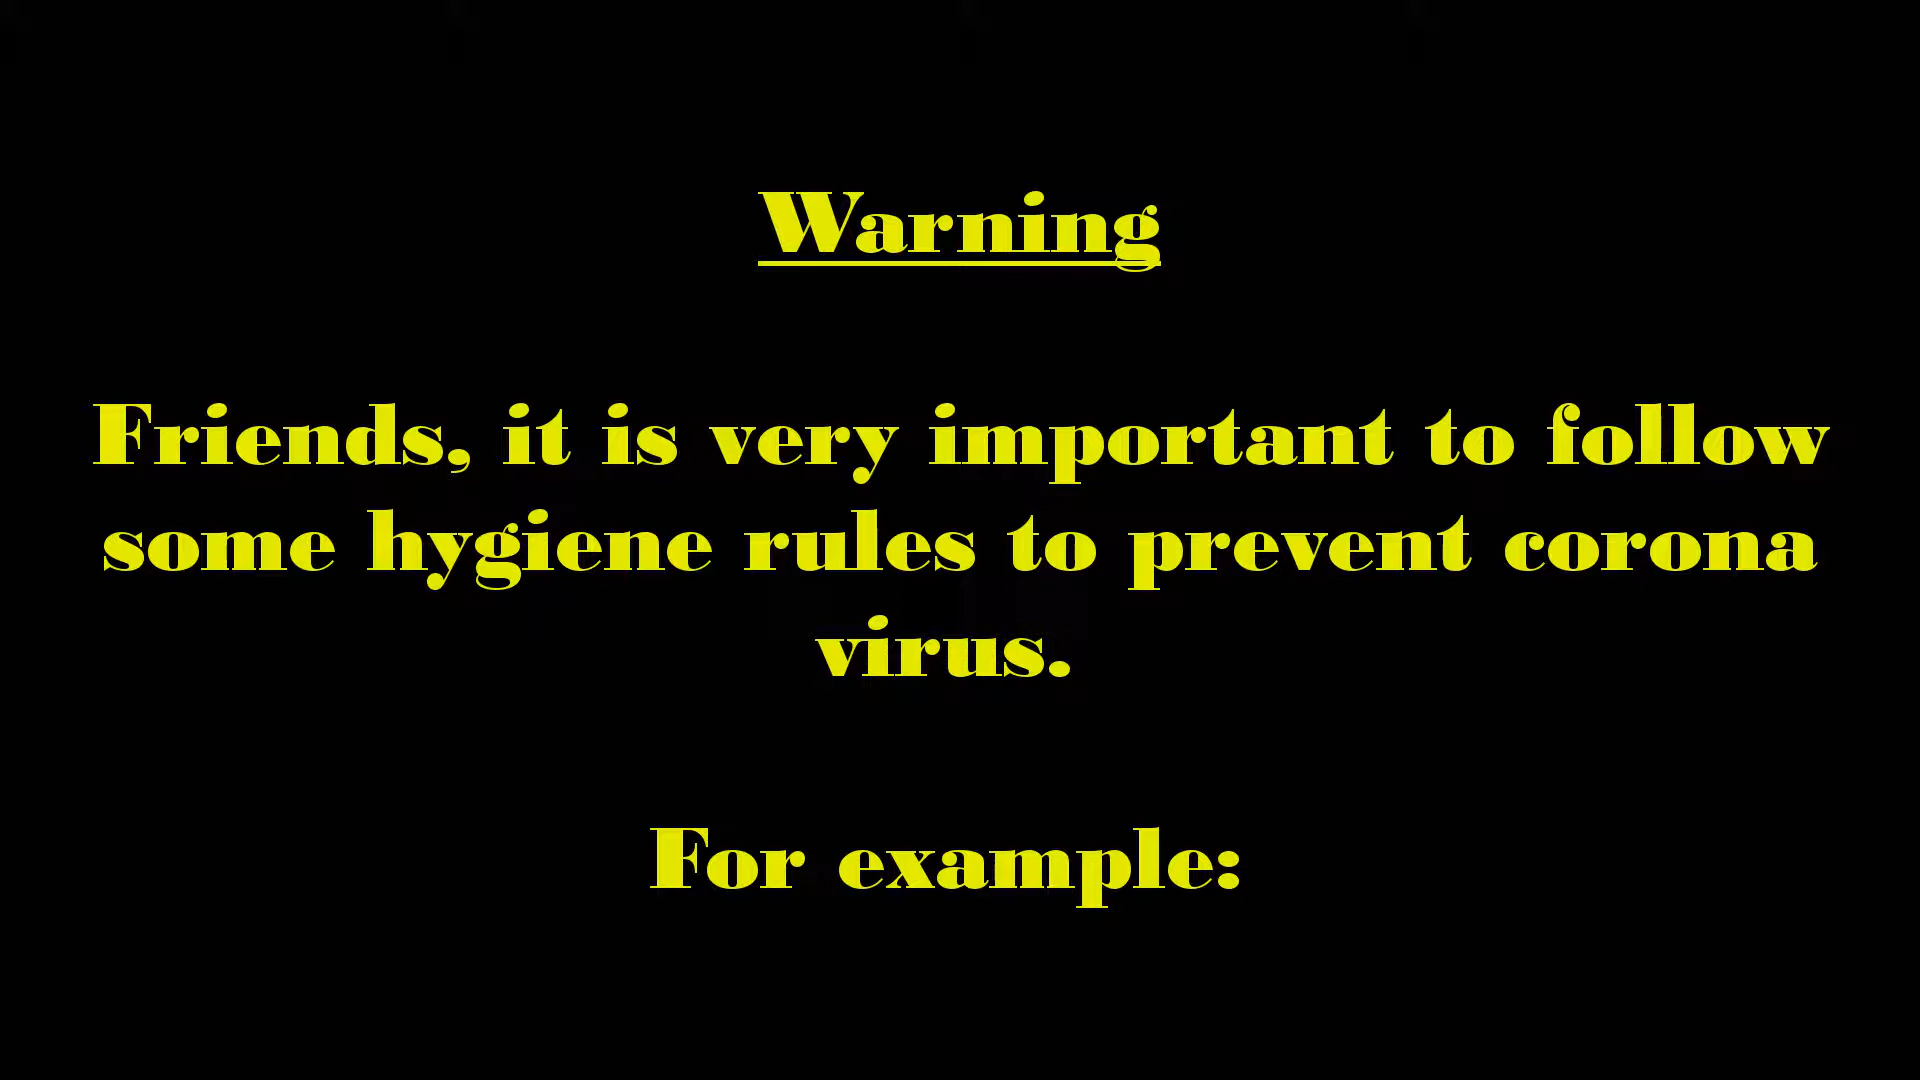 Warning
Friends, it is very important to follow
some hygiene rules to prevent corona
virus.
For example: